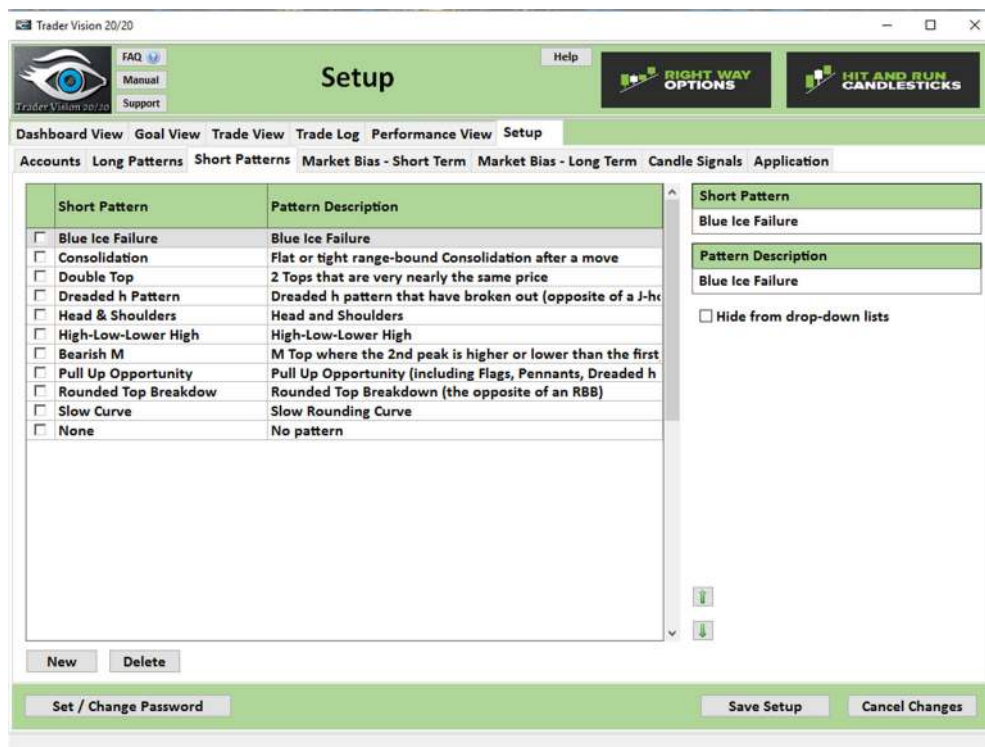 Trader Vision 20/20
FAQ
Manual
Support
Trader Vision 20/20
Setup
Help
RIGHT WAY
OPTIONS
HIT AND RUN
CANDLESTICKS
Dashboard View Goal View Trade View Trade Log Performance View Setup
Accounts Long Patterns Short Patterns Market Bias - Short Term Market Bias - Long Term Candle Signals Application
Short Pattern Pattern Description
Blue Ice Failure Blue Ice Failure
Consolidation Flat or tight range-bound Consolidation after a move
Double Top 2 Tops that are very nearly the same price
Dreaded h Pattern Dreaded h pattern that have broken out (opposite of a J-ho
Head & Shoulders Head and Shoulders
High-Low-Lower High High-Low-Lower High
Bearish M M Top where the 2nd peak is higher or lower than the first
Pull Up Opportunity Pull Up Opportunity (including Flags, Pennants, Dreaded h
Rounded Top Breakdow Rounded Top Breakdown (the opposite of an RBB)
Slow Curve Slow Rounding Curve
None No pattern
Short Pattern
Blue Ice Failure
Pattern Description
Blue Ice Failure
Hide from drop-down lists
New Delete
Set / Change Password Save Setup Cancel Changes